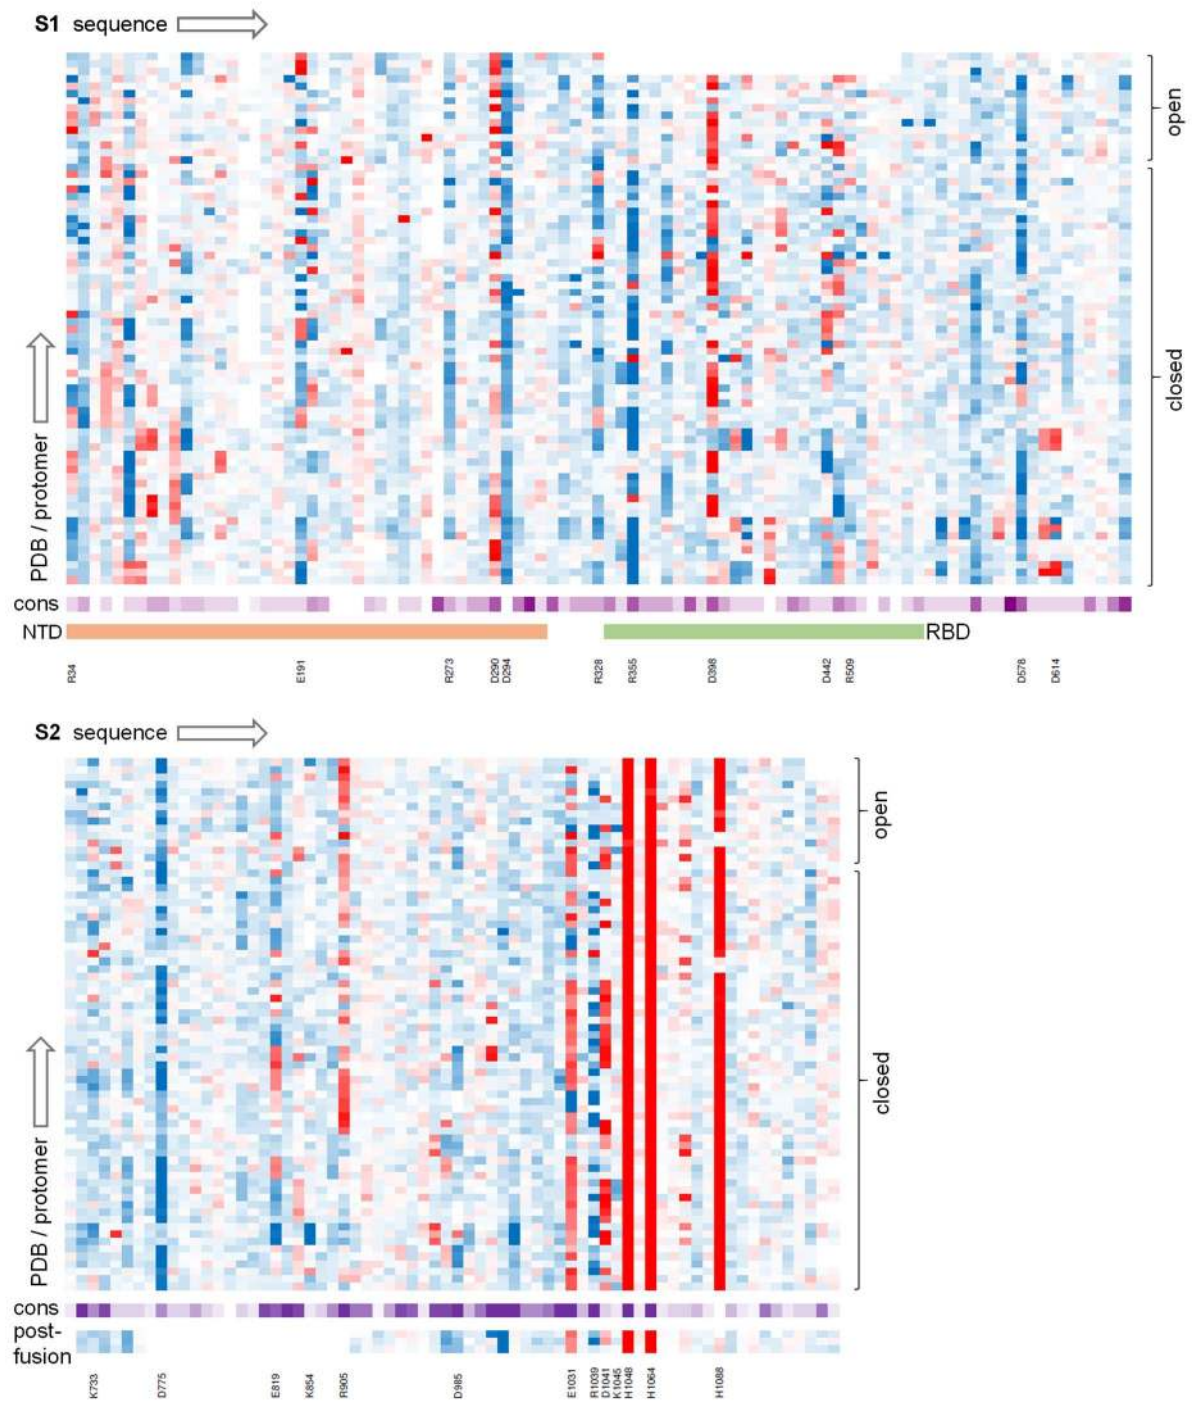 S1 sequence
open
closed
PDB / protomer
cons
NTD
RBD
R34 E191 R273 D290 D294 R328 R355 D398 D442 R509 D578 D614
S2 sequence
open
closed
PDB / protomer
cons
post-
fusion
K733 D775 E819 K854 R905 D985 E1031 R1039 D1041 K1045 H1048 H1064 H1088